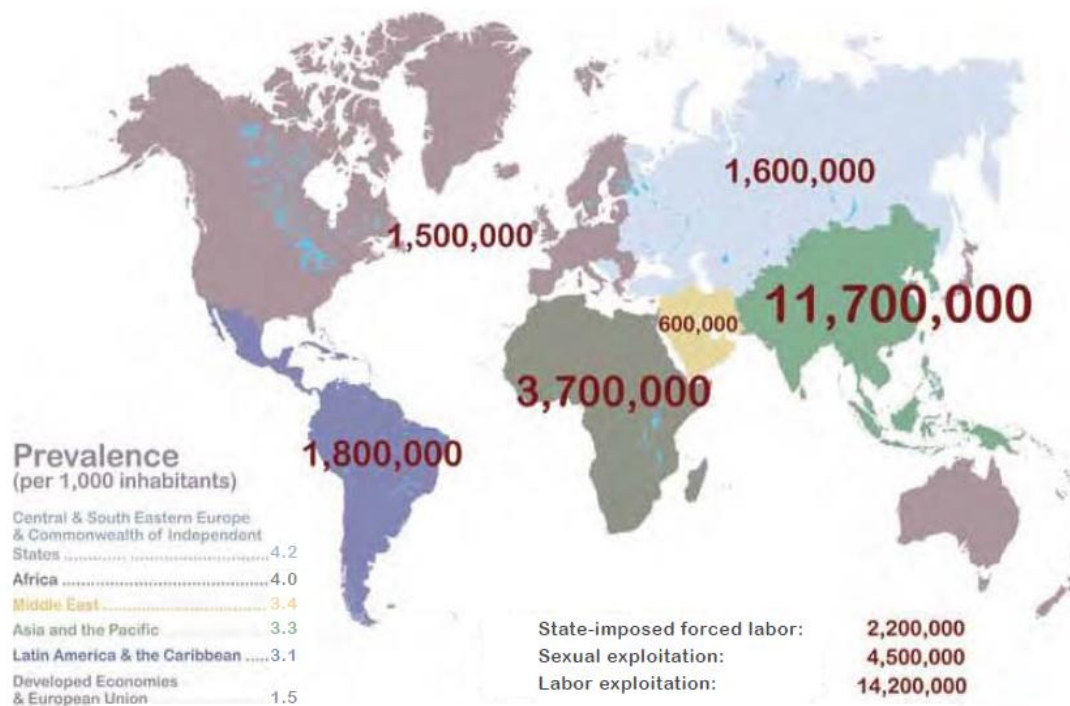 1,600,000
1,500,000
11,700,000
600,000
3,700,000
1,800,000
Prevalence
(per 1,000 inhabitants)
Central & South Eastern Europe
& Commonwealth of Independent
States ............. ............................ 4.2
Africa .......................................... 4.0
Middle East ................................. 3.4
Asia and the Pacific .................... 3.3
Latin America & the Caribbean ..... 3.1
Developed Economies
& European Union ...................... 1.5
State-imposed forced labor: 2,200,000
Sexual exploitation: 4,500,000
Labor exploitation: 14,200,000